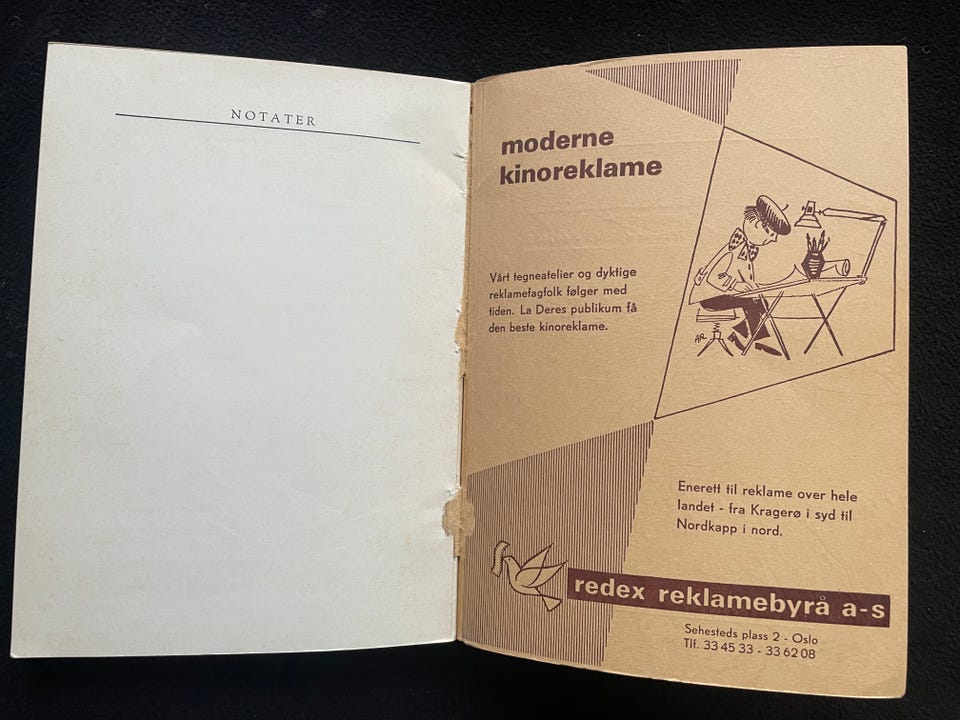 NOTATER
moderne
kinoreklame
Vårt tegneatelier og dyktige
reklamefagfolk følger med
tiden. La Deres publikum få
den beste kinoreklame.
AR
Enerett til reklame over hele
landet - fra Kragerø i syd til
Nordkapp i nord.
redex reklamebyrå a-s
Sehesteds plass 2 - Oslo
Tlf. 33 45 33 - 33 62 08